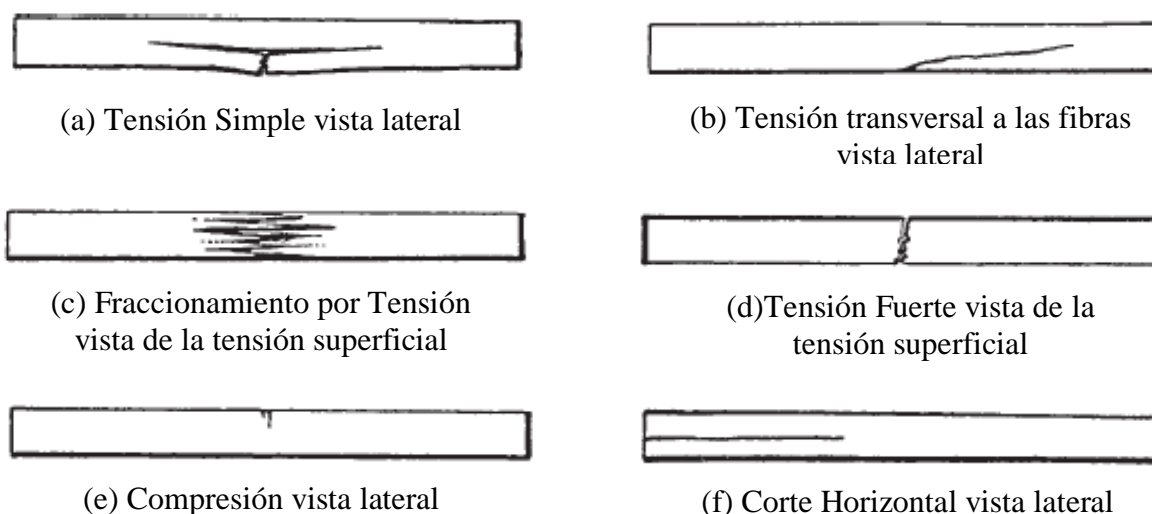 (a) Tensión Simple vista lateral
(b) Tensión transversal a las fibras
vista lateral
(c) Fraccionamiento por Tensión
vista de la tensión superficial
(d)Tensión Fuerte vista de la
tensión superficial
(e) Compresión vista lateral
(f) Corte Horizontal vista lateral